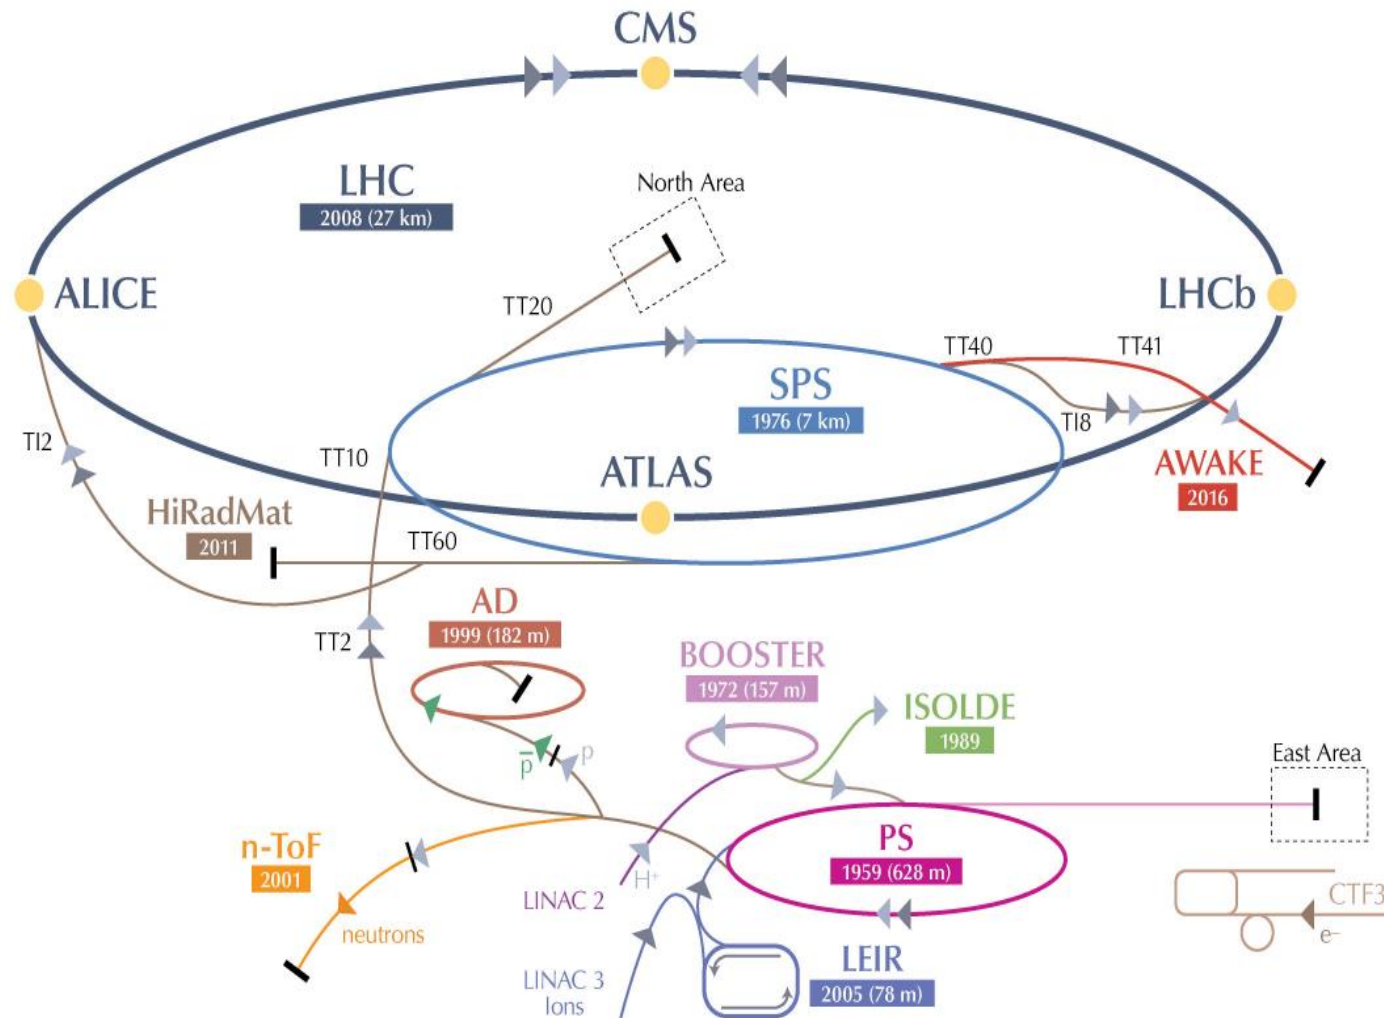 CMS
LHC
2008 (27 km)
North Area
ALICE
LHCb
TT20
TT40
TT41
SPS
1976 (7 km)
TI8
TI2
TT10
ATLAS
AWAKE
2016
HiRadMat
2011
TT60
AD
1999 (182 m)
TT2
BOOSTER
1972 (157 m)
ISOLDE
1989
p̅
p
East Area
n-ToF
2001
PS
1959 (628 m)
H⁺
LINAC 2
neutrons
CTF3
e⁻
LINAC 3
Ions
LEIR
2005 (78 m)